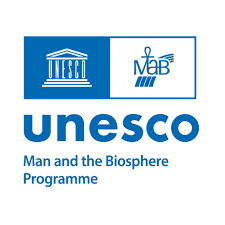 UNESCO
MaB
unesco
Man and the Biosphere
Programme